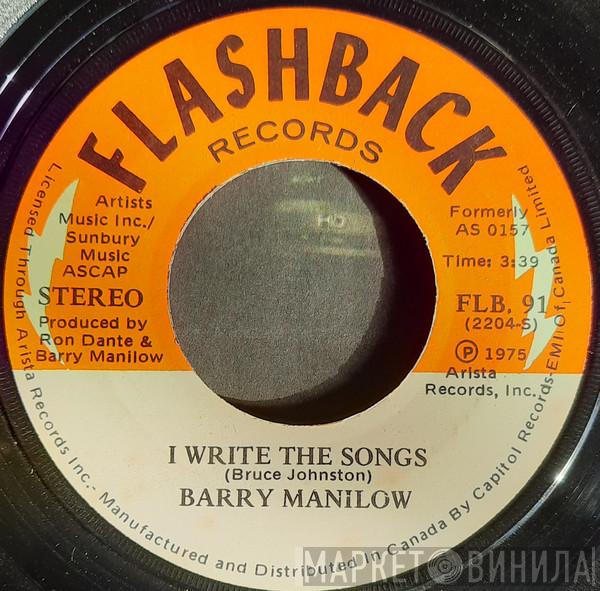 FLASHBACK
RECORDS
Artists
Music Inc./
Sunbury
Music
ASCAP
STEREO
Produced by
Ron Dante &
Barry Manilow
Formerly
AS 0157
Time: 3:39
FLB. 91
(2204-S)
℗ 1975
Arista
Records, Inc.
I WRITE THE SONGS
(Bruce Johnston)
BARRY MANILOW
Licensed Through Arista Records Inc.- Manufactured and Distributed In Canada By Capitol Records-EMI Of Canada Limited
МАРКЕТ ВИНИЛА